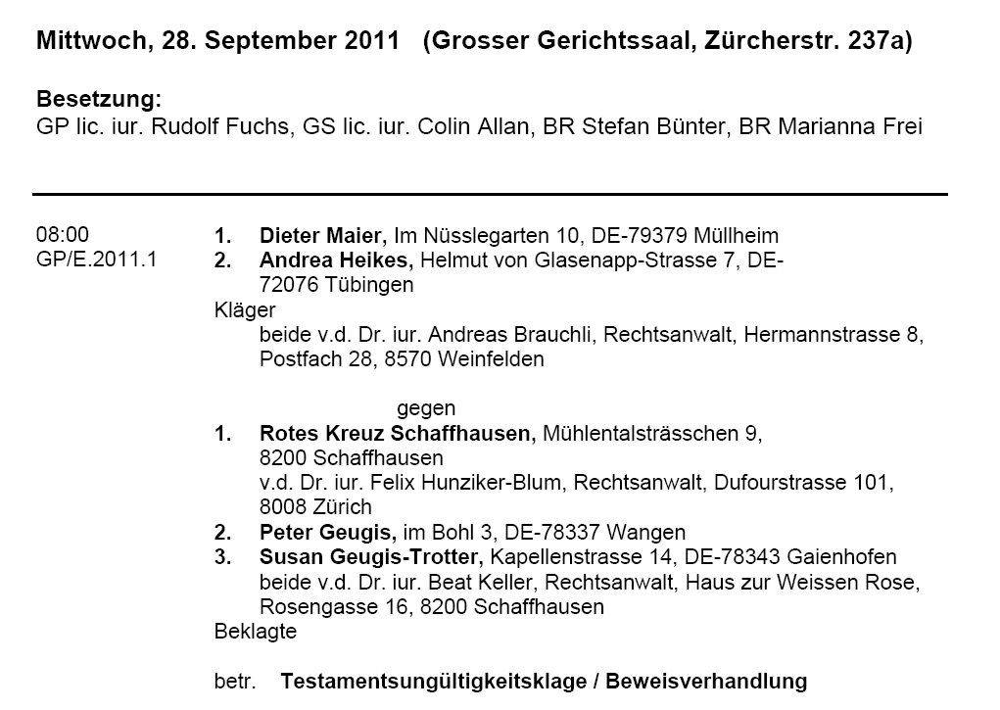 Mittwoch, 28. September 2011 (Grosser Gerichtssaal, Zürcherstr. 237a)
Besetzung:
GP lic. iur. Rudolf Fuchs, GS lic. iur. Colin Allan, BR Stefan Bünter, BR Marianna Frei
08:00
GP/E.2011.1
1. Dieter Maier, Im Nüsslegarten 10, DE-79379 Müllheim
2. Andrea Heikes, Helmut von Glasenapp-Strasse 7, DE-
72076 Tübingen
Kläger
beide v.d. Dr. iur. Andreas Brauchli, Rechtsanwalt, Hermannstrasse 8,
Postfach 28, 8570 Weinfelden
gegen
1. Rotes Kreuz Schaffhausen, Mühlentalsträsschen 9,
8200 Schaffhausen
v.d. Dr. iur. Felix Hunziker-Blum, Rechtsanwalt, Dufourstrasse 101,
8008 Zürich
2. Peter Geugis, im Bohl 3, DE-78337 Wangen
3. Susan Geugis-Trotter, Kapellenstrasse 14, DE-78343 Gaienhofen
beide v.d. Dr. iur. Beat Keller, Rechtsanwalt, Haus zur Weissen Rose,
Rosengasse 16, 8200 Schaffhausen
Beklagte
betr. Testamentsungültigkeitsklage / Beweisverhandlung